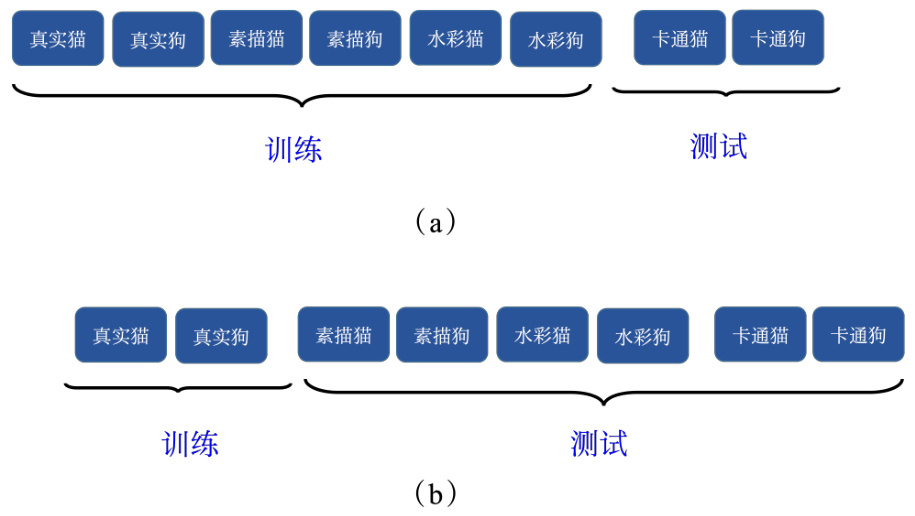 真实猫 真实狗 素描猫 素描狗 水彩猫 水彩狗 卡通猫 卡通狗
训练 测试
（a）
真实猫 真实狗 素描猫 素描狗 水彩猫 水彩狗 卡通猫 卡通狗
训练 测试
（b）